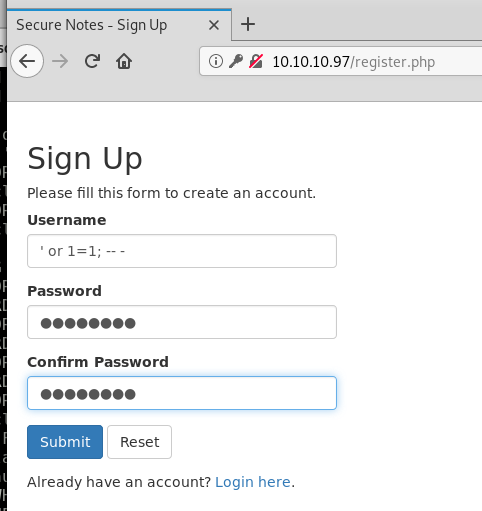 Secure Notes - Sign Up
10.10.10.97/register.php
Sign Up
Please fill this form to create an account.
Username
' or 1=1; -- -
Password
●●●●●●●●
Confirm Password
●●●●●●●●
Submit Reset
Already have an account? Login here.